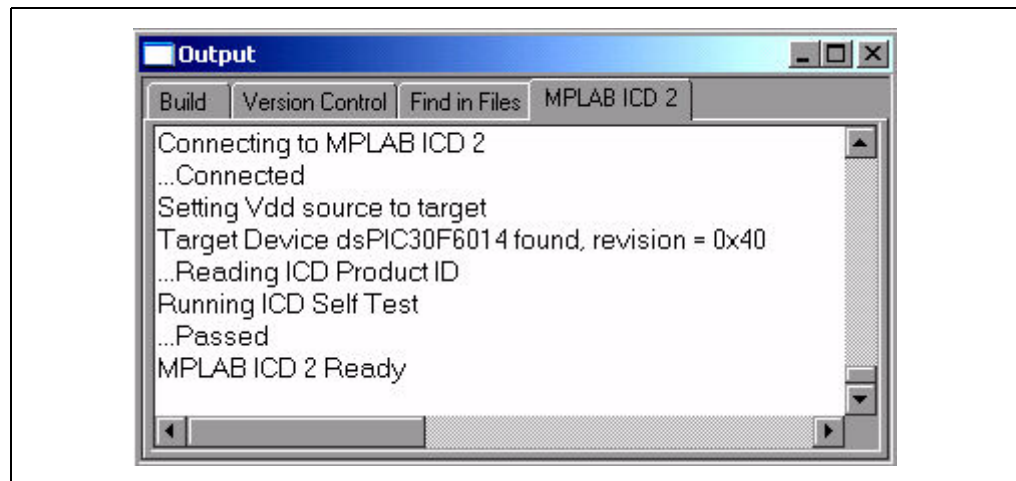 Output
Build Version Control Find in Files MPLAB ICD 2
Connecting to MPLAB ICD 2
...Connected
Setting Vdd source to target
Target Device dsPIC30F6014 found, revision = 0x40
...Reading ICD Product ID
Running ICD Self Test
...Passed
MPLAB ICD 2 Ready